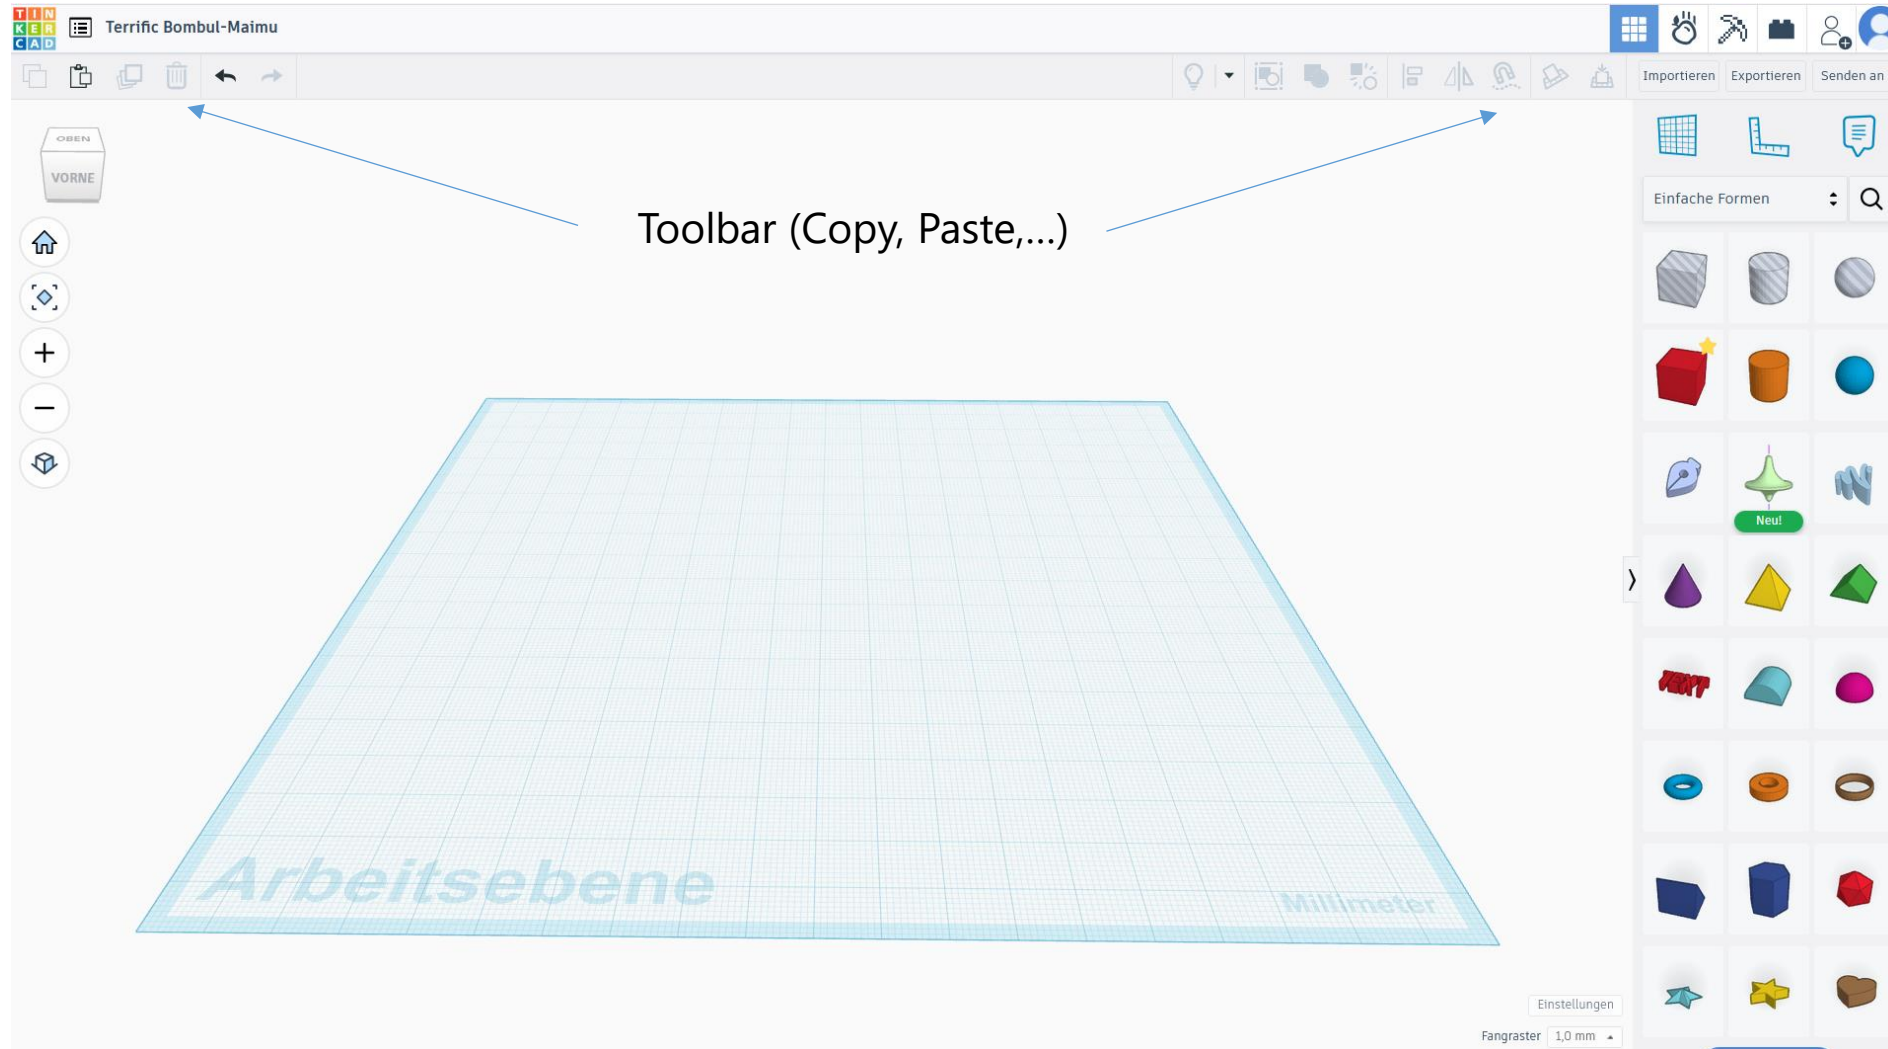 TIN
KER
CAD
Terrific Bombul-Maimu
Importieren
Exportieren
Senden an
OBEN
VORNE
Toolbar (Copy, Paste,...)
Einfache Formen
Neu!
TEXT
Arbeitsebene
Millimeter
Einstellungen
Fangraster 1,0 mm